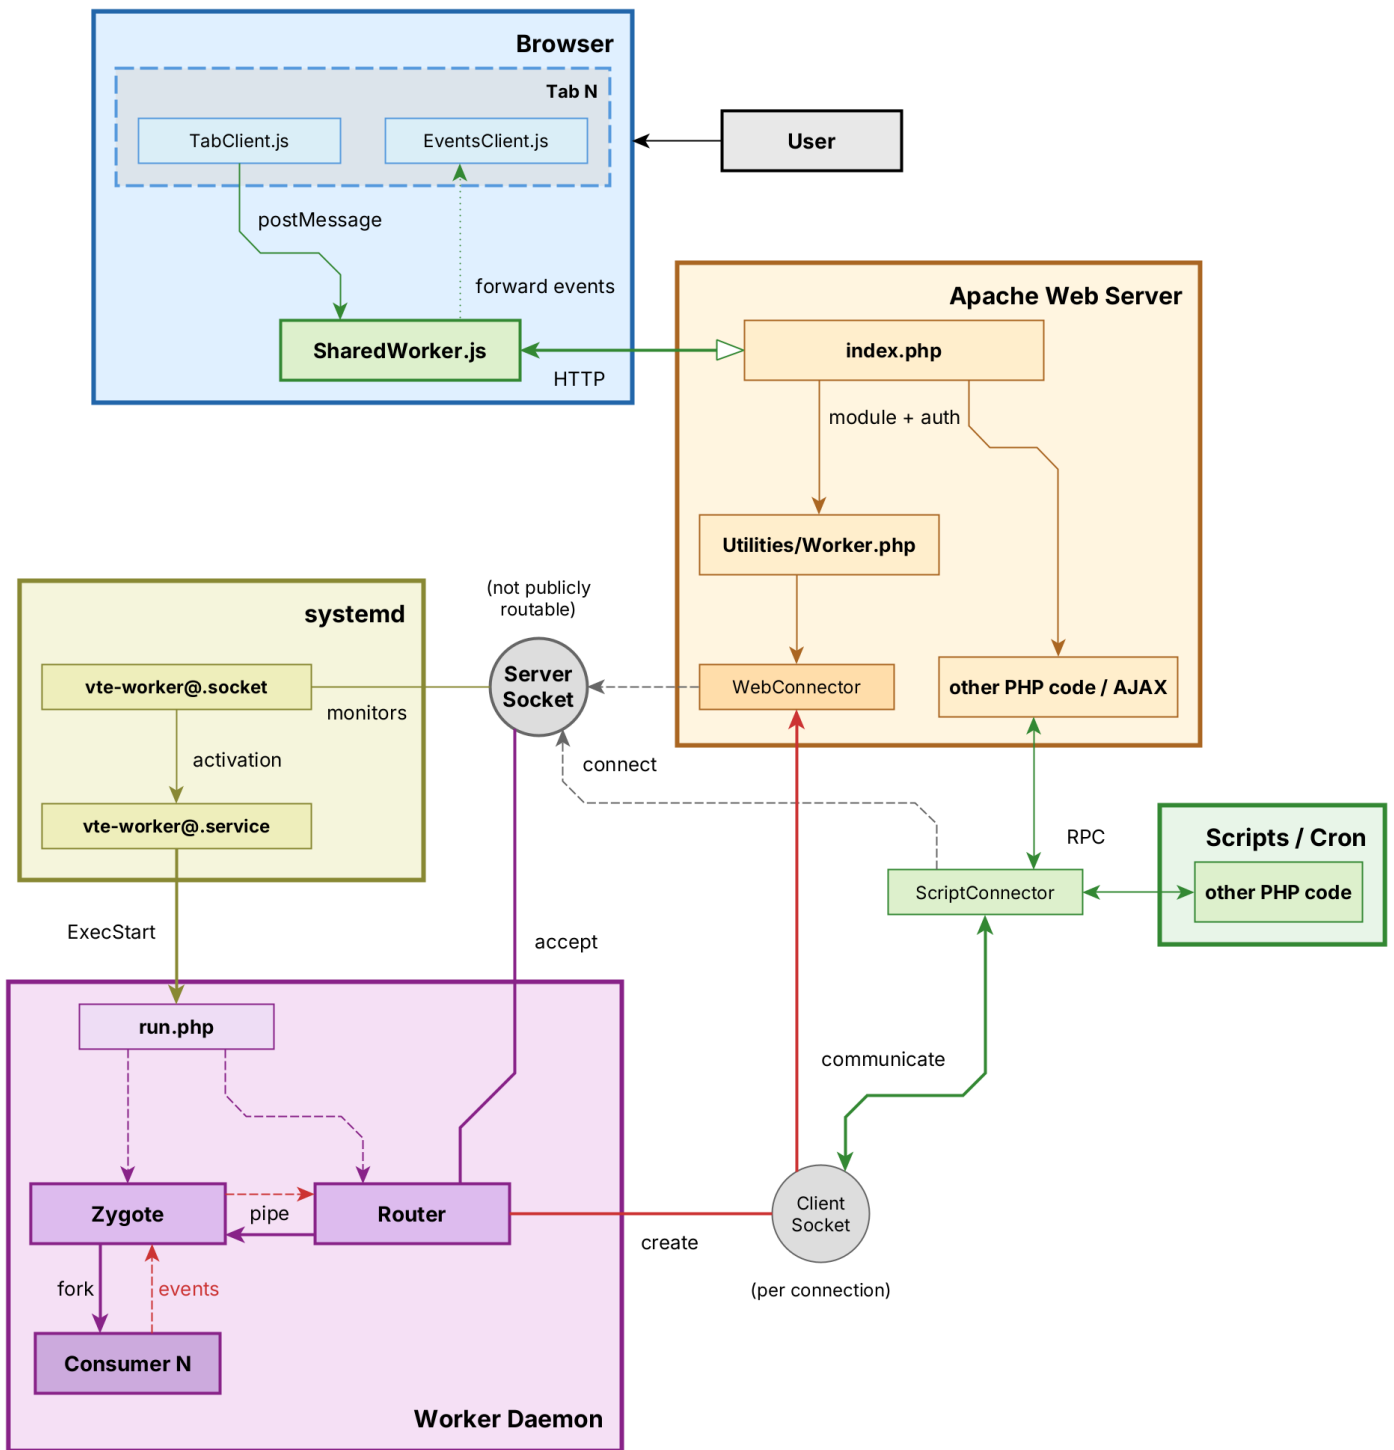 Browser
Tab N
TabClient.js
EventsClient.js
User
postMessage
forward events
SharedWorker.js
HTTP
Apache Web Server
index.php
module + auth
Utilities/Worker.php
(not publicly
routable)
systemd
Server
Socket
vte-worker@.socket
monitors
WebConnector
other PHP code / AJAX
activation
connect
vte-worker@.service
RPC
Scripts / Cron
ScriptConnector
other PHP code
ExecStart
accept
run.php
communicate
Zygote
pipe
Router
Client
Socket
create
(per connection)
fork
events
Consumer N
Worker Daemon